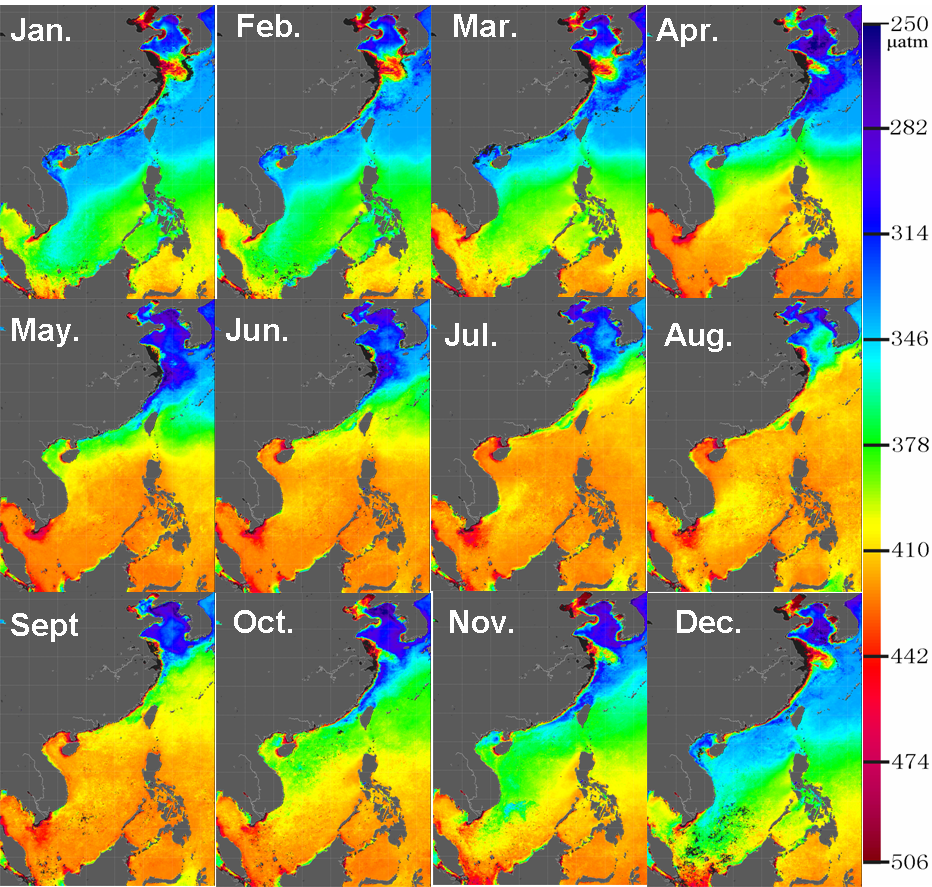 Jan.
Feb.
Mar.
Apr.
May.
Jun.
Jul.
Aug.
Sept
Oct.
Nov.
Dec.
250
μatm
282
314
346
378
410
442
474
506